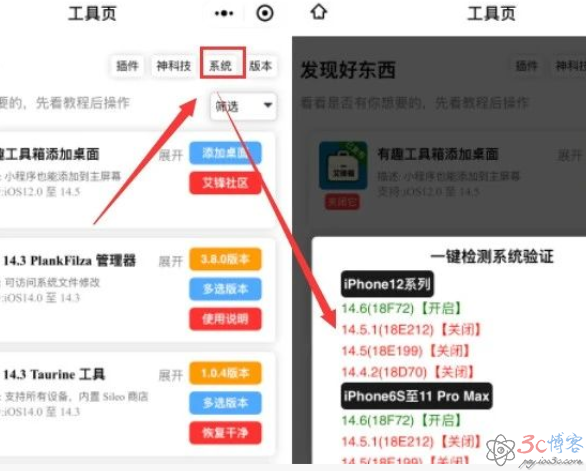 工具页
插件 神科技 系统 版本
要的，先看教程后操作
筛选
趣工具箱添加桌面
展开
添加桌面
: 小程序也能添加到主屏幕
:iOS12.0 至 14.5
艾锋社区
14.3 PlankFilza 管理器
展开
3.8.0版本
: 可访问系统文件修改
:iOS14.0 至 14.3
多选版本
使用说明
14.3 Taurine 工具
展开
1.0.4版本
: 支持所有设备，内置 Sileo 商店
:iOS14.0 至 14.3
多选版本
恢复干净
工具页
发现好东西
插件 神科技
看看是否有你想要的，先看教程后操作
有趣工具箱添加桌面
展开
描述: 小程序也能添加到主屏幕
支持:iOS12.0 至 14.5
关闭它
一键检测系统验证
iPhone12系列
14.6(18F72)【开启】
14.5.1(18E212)【关闭】
14.5(18E199)【关闭】
14.4.2(18D70)【关闭】
iPhone6S至11 Pro Max
14.6(18F72)【开启】
14.5.1(18E212)【关闭】
14.5(18E199)【关闭】
3c博客